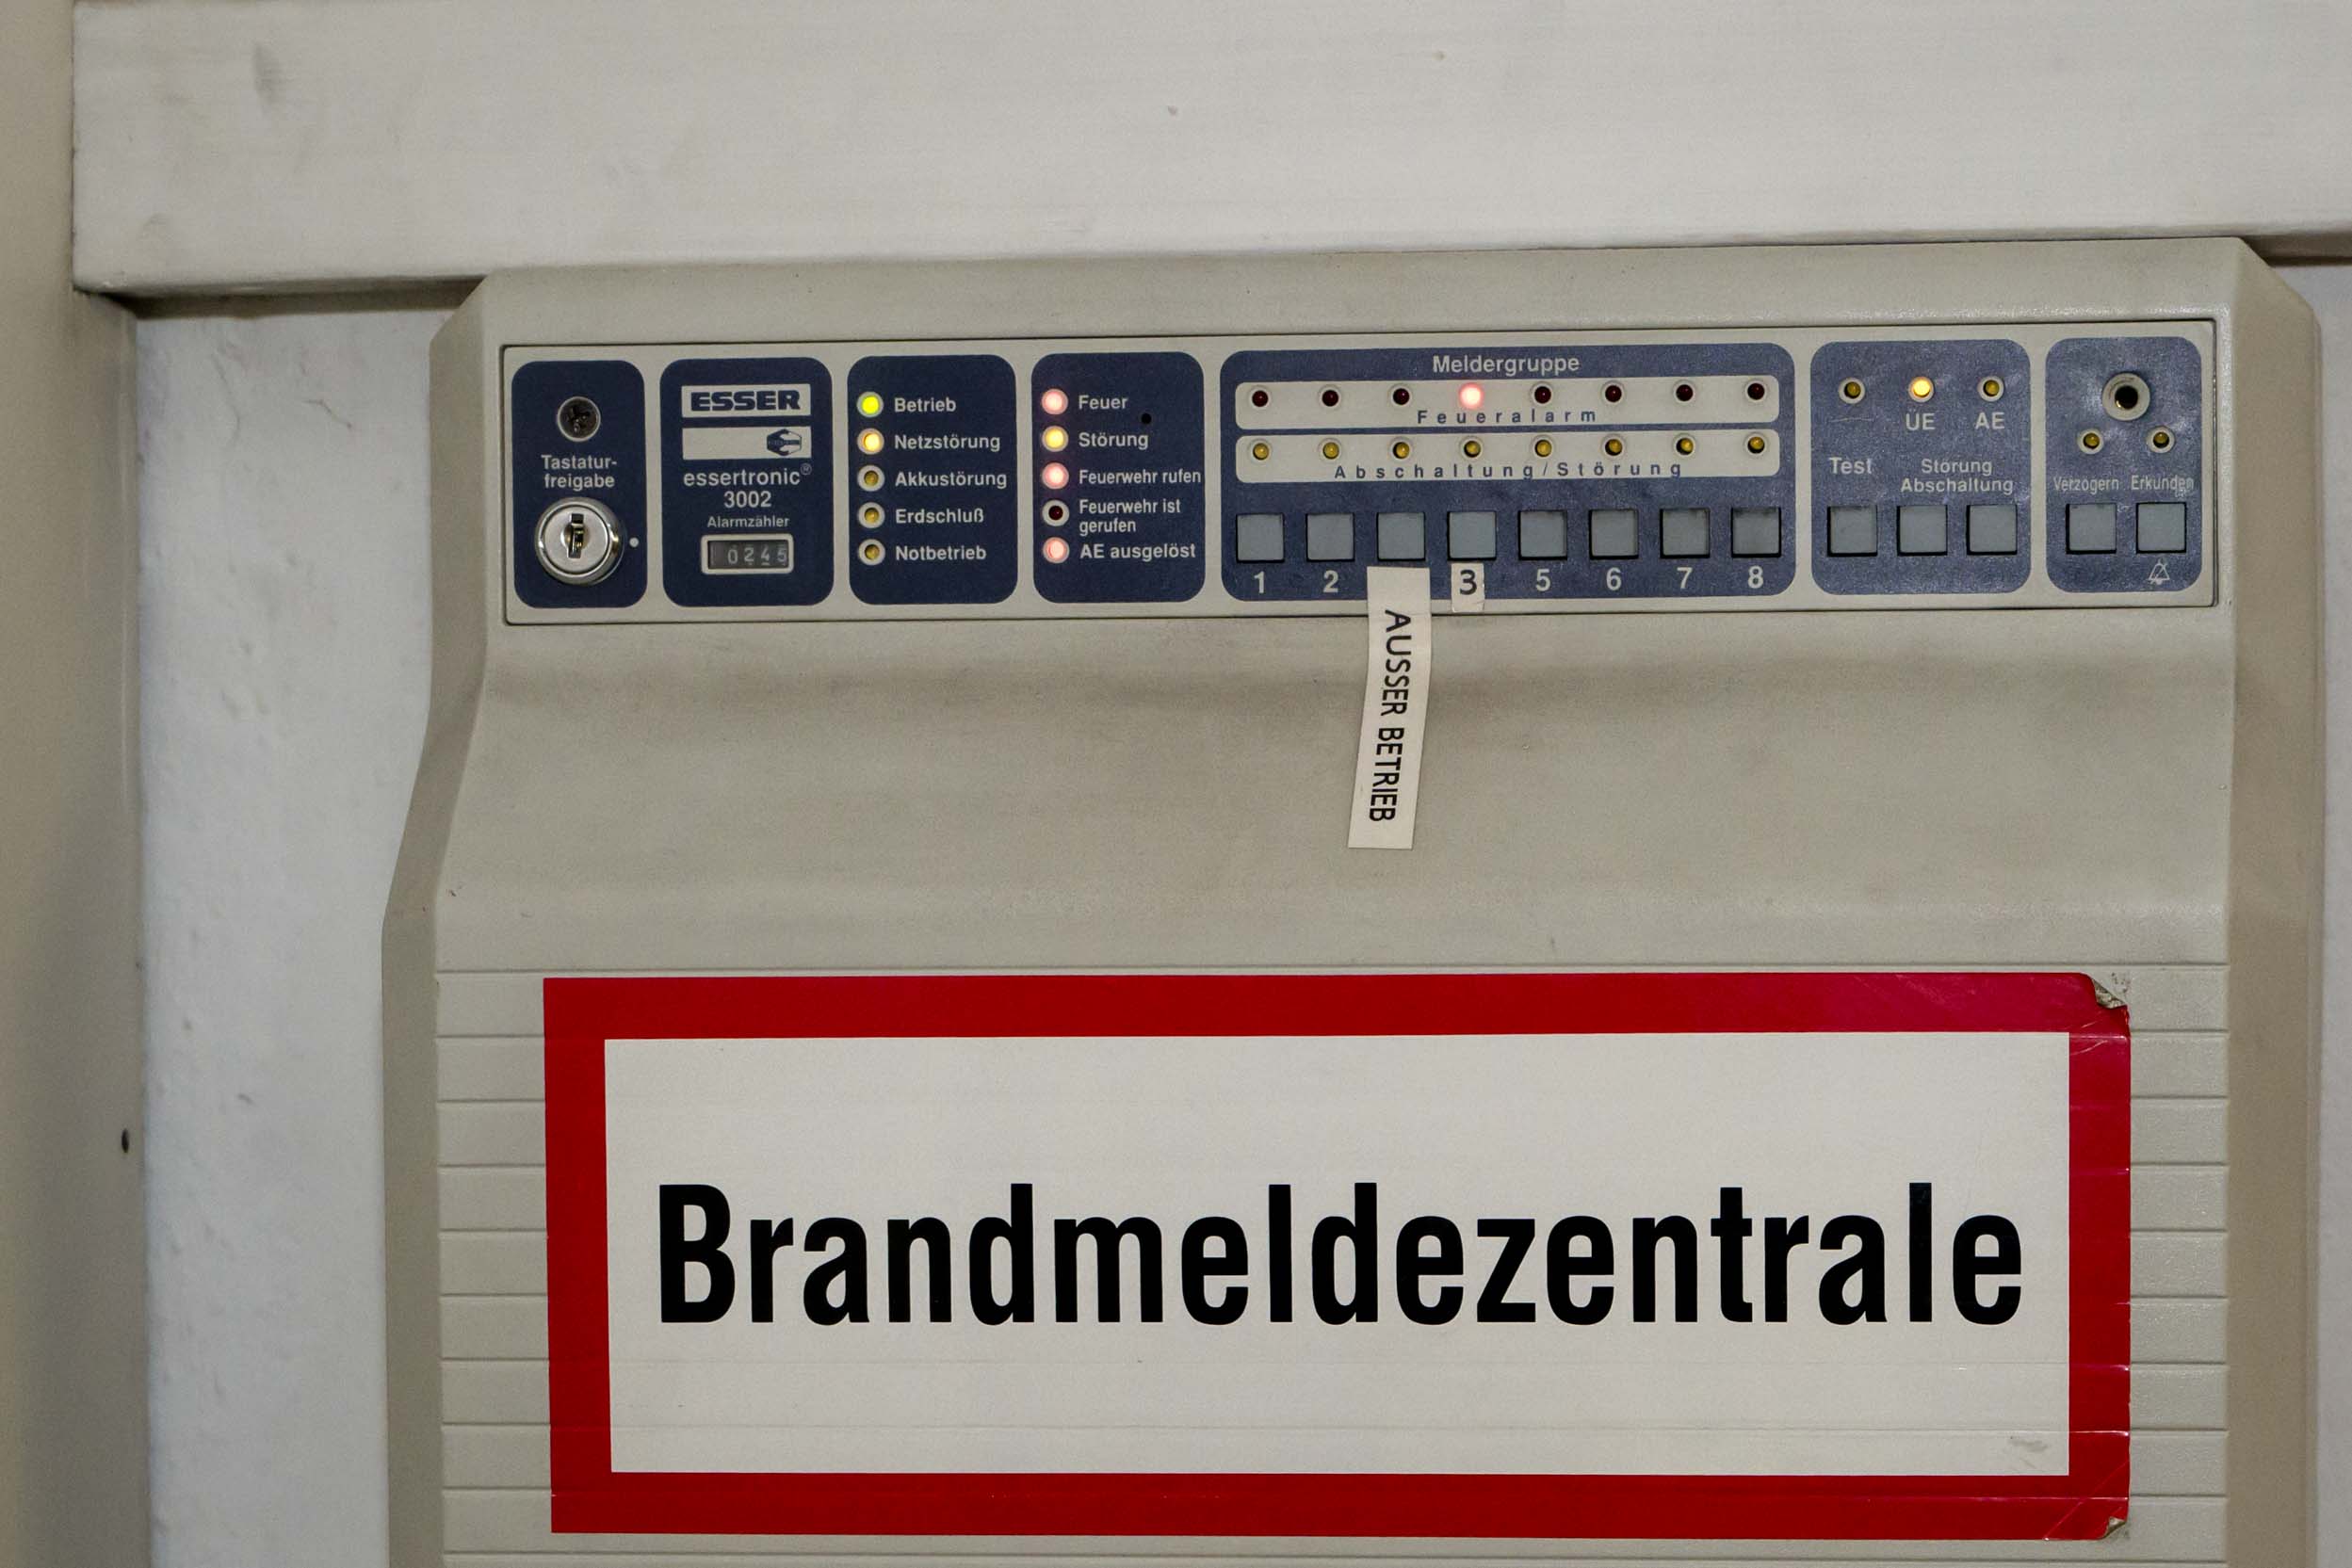 Tastatur-
freigabe
ESSER
essertronic®
3002
Alarmzähler
0245
Betrieb
Netzstörung
Akkustörung
Erdschluß
Notbetrieb
Feuer
Störung
Feuerwehr rufen
Feuerwehr ist
gerufen
AE ausgelöst
Meldergruppe
Feueralarm
Abschaltung/Störung
1 2 3 5 6 7 8
AUSSER BETRIEB
ÜE AE
Test
Störung
Abschaltung
Verzögern Erkunden
Brandmeldezentrale